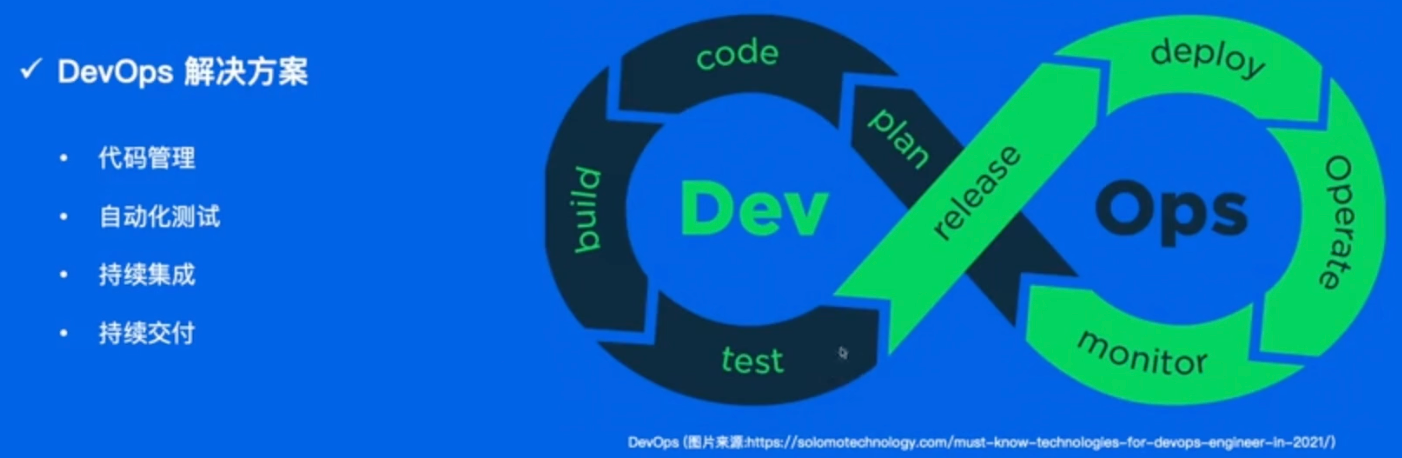 ✓ DevOps 解决方案
• 代码管理
• 自动化测试
• 持续集成
• 持续交付
code
plan
build
Dev
test
release
deploy
Ops
Operate
monitor
DevOps (图片来源:https://solomotechnology.com/must-know-technologies-for-devops-engineer-in-2021/)